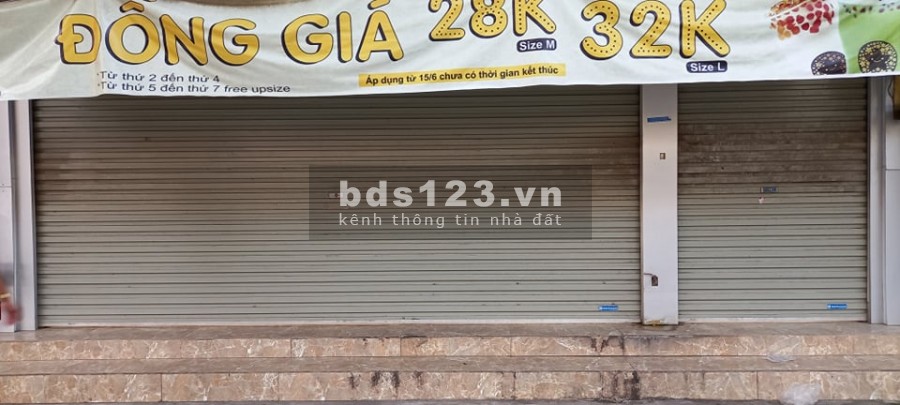 ĐỒNG GIÁ 28K 32K
Size M
Size L
Từ thứ 2 đến thứ 4
Từ thứ 5 đến thứ 7 free upsize
Áp dụng từ 15/6 chưa có thời gian kết thúc
bds123.vn
kênh thông tin nhà đất